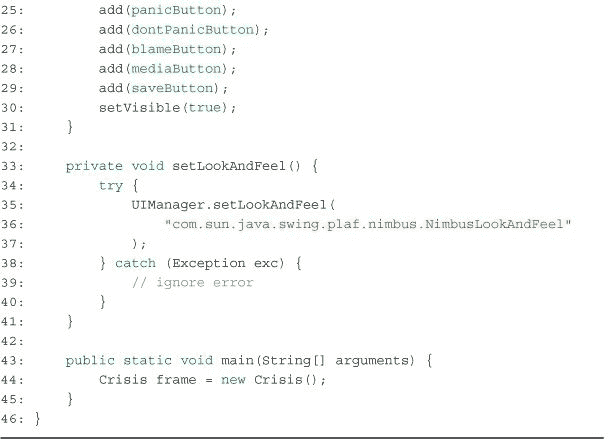 25:         add(panicButton);
26:         add(dontPanicButton);
27:         add(blameButton);
28:         add(mediaButton);
29:         add(saveButton);
30:         setVisible(true);
31:     }
32:
33:     private void setLookAndFeel() {
34:         try {
35:             UIManager.setLookAndFeel(
36:                 "com.sun.java.swing.plaf.nimbus.NimbusLookAndFeel"
37:             );
38:         } catch (Exception exc) {
39:             // ignore error
40:         }
41:     }
42:
43:     public static void main(String[] arguments) {
44:         Crisis frame = new Crisis();
45:     }
46: }